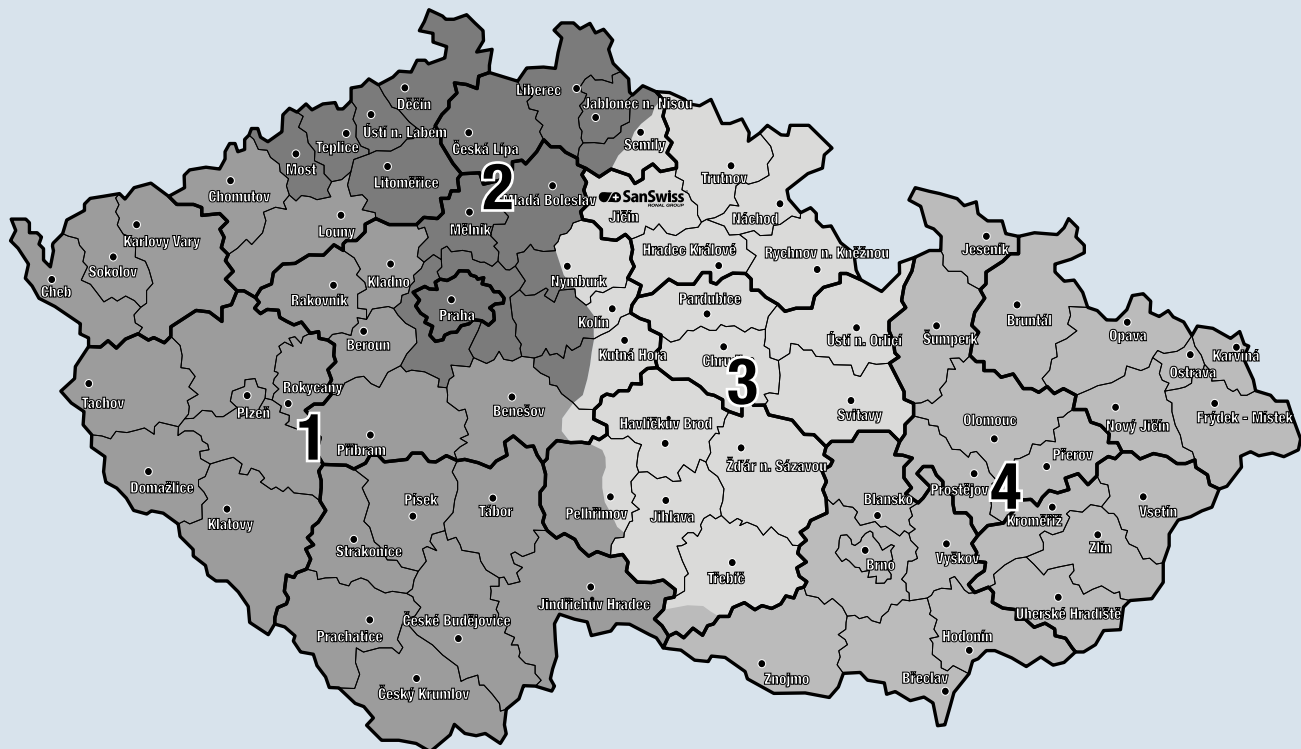 Děčín
Liberec
Jablonec n. Nisou
Ústí n. Labem
Teplice
Česká Lípa
Semily
Most
Litoměřice
Trutnov
Chomutov
2
Mladá Boleslav
SanSwiss
RONAL GROUP
Jičín
Náchod
Louny
Mělník
Karlovy Vary
Hradec Králové
Rychnov n. Kněžnou
Jeseník
Sokolov
Cheb
Kladno
Rakovník
Nymburk
Praha
Kolín
Pardubice
Bruntál
Opava
Beroun
Kutná Hora
Chrudim
Ústí n. Orlicí
Šumperk
Karviná
Ostrava
3
Rokycany
Tachov
Plzeň
Benešov
Svitavy
Frýdek - Místek
Nový Jičín
Olomouc
Havlíčkův Brod
1
Příbram
Přerov
Žďár n. Sázavou
Domažlice
Prostějov
4
Písek
Tábor
Pelhřimov
Jihlava
Blansko
Kroměříž
Vsetín
Klatovy
Strakonice
Zlín
Vyškov
Brno
Třebíč
Jindřichův Hradec
Uherské Hradiště
České Budějovice
Prachatice
Hodonín
Znojmo
Břeclav
Český Krumlov